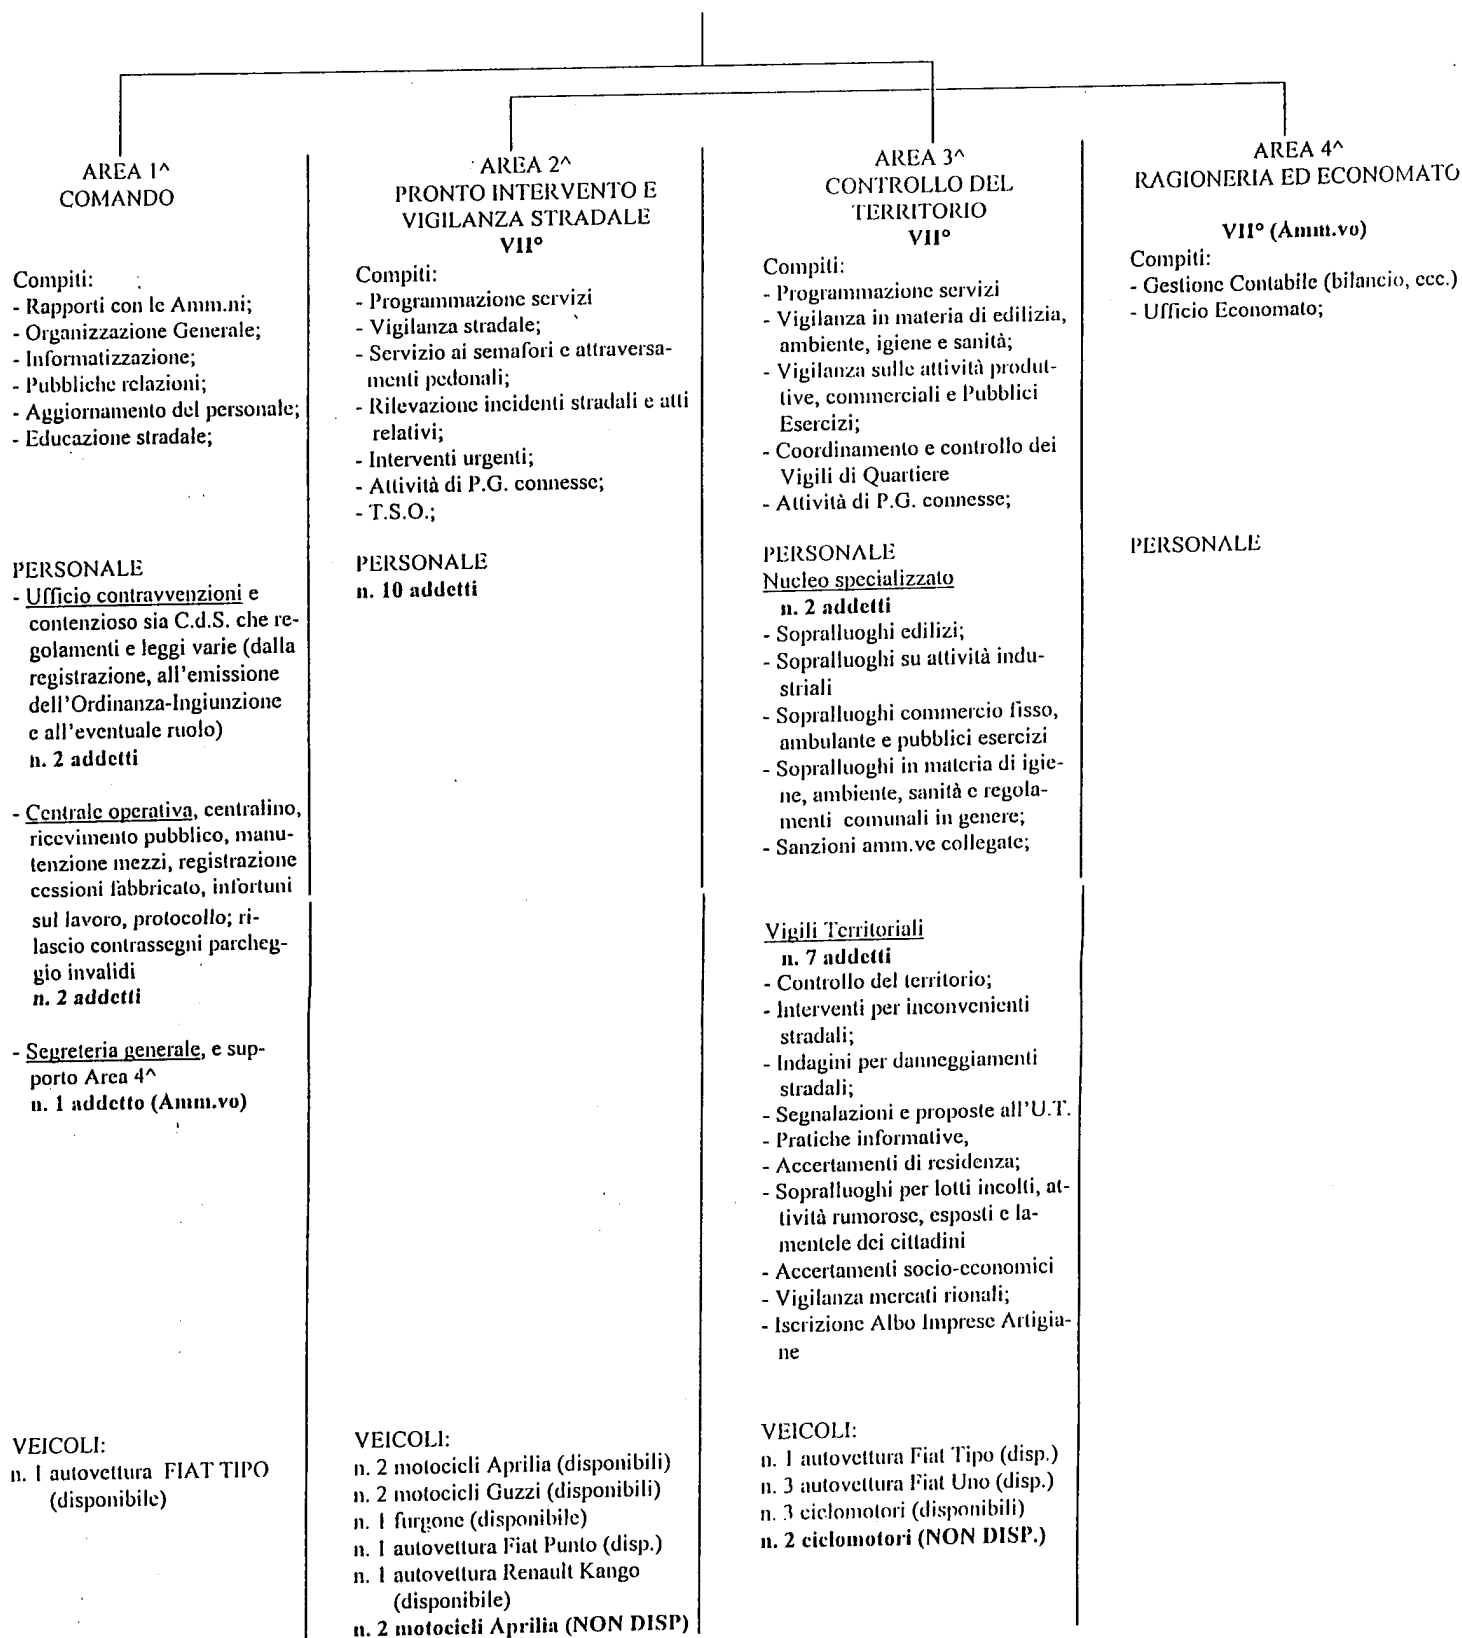 AREA 1^
COMANDO
Compiti:
- Rapporti con le Amm.ni;
- Organizzazione Generale;
- Informatizzazione;
- Pubbliche relazioni;
- Aggiornamento del personale;
- Educazione stradale;
PERSONALE
- Ufficio contravvenzioni e
contenzioso sia C.d.S. che re-
golamenti e leggi varie (dalla
registrazione, all'emissione
dell'Ordinanza-Ingiunzione
e all'eventuale ruolo)
n. 2 addetti
- Centrale operativa, centralino,
ricevimento pubblico, manu-
tenzione mezzi, registrazione
cessioni fabbricato, infortuni
sul lavoro, protocollo; ri-
lascio contrassegni parcheg-
gio invalidi
n. 2 addetti
- Segreteria generale, e sup-
porto Area 4^
n. 1 addetto (Amm.vo)
VEICOLI:
n. 1 autovettura FIAT TIPO
(disponibile)
AREA 2^
PRONTO INTERVENTO E
VIGILANZA STRADALE
VII°
Compiti:
- Programmazione servizi
- Vigilanza stradale;
- Servizio ai semafori e attraversa-
menti pedonali;
- Rilevazione incidenti stradali e atti
relativi;
- Interventi urgenti;
- Attività di P.G. connesse;
- T.S.O.;
PERSONALE
n. 10 addetti
VEICOLI:
n. 2 motocicli Aprilia (disponibili)
n. 2 motocicli Guzzi (disponibili)
n. 1 furgone (disponibile)
n. 1 autovettura Fiat Punto (disp.)
n. 1 autovettura Renault Kango
(disponibile)
n. 2 motocicli Aprilia (NON DISP)
AREA 3^
CONTROLLO DEL
TERRITORIO
VII°
Compiti:
- Programmazione servizi
- Vigilanza in materia di edilizia,
ambiente, igiene e sanità;
- Vigilanza sulle attività produt-
tive, commerciali e Pubblici
Esercizi;
- Coordinamento e controllo dei
Vigili di Quartiere
- Attività di P.G. connesse;
PERSONALE
Nucleo specializzato
n. 2 addetti
- Sopralluoghi edilizi;
- Sopralluoghi su attività indu-
striali
- Sopralluoghi commercio fisso,
ambulante e pubblici esercizi
- Sopralluoghi in materia di igie-
ne, ambiente, sanità e regola-
menti comunali in genere;
- Sanzioni amm.ve collegate;
Vigili Territoriali
n. 7 addetti
- Controllo del territorio;
- Interventi per inconvenienti
stradali;
- Indagini per danneggiamenti
stradali;
- Segnalazioni e proposte all'U.T.
- Pratiche informative,
- Accertamenti di residenza;
- Sopralluoghi per lotti incolti, at-
tività rumorose, esposti e la-
mentele dei cittadini
- Accertamenti socio-economici
- Vigilanza mercati rionali;
- Iscrizione Albo Imprese Artigia-
ne
VEICOLI:
n. 1 autovettura Fiat Tipo (disp.)
n. 3 autovettura Fiat Uno (disp.)
n. 3 ciclomotori (disponibili)
n. 2 ciclomotori (NON DISP.)
AREA 4^
RAGIONERIA ED ECONOMATO
VII° (Amm.vo)
Compiti:
- Gestione Contabile (bilancio, ecc.)
- Ufficio Economato;
PERSONALE